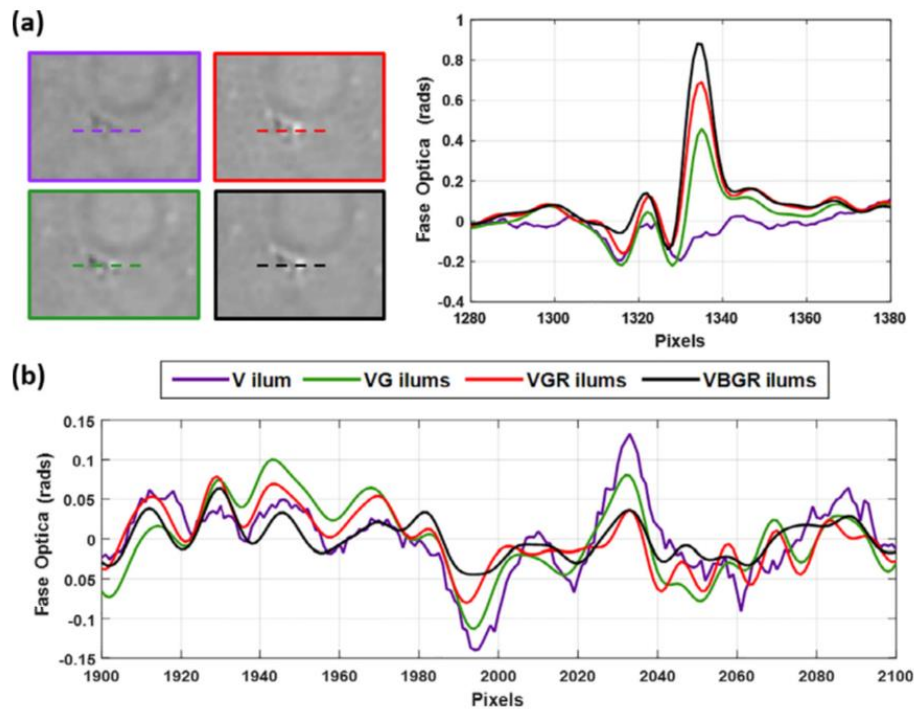 (a)
Fase Optica (rads)
1
0.8
0.6
0.4
0.2
0
-0.2
-0.4
1280 1300 1320 1340 1360 1380
Pixels
(b)
V ilum VG ilums VGR ilums VBGR ilums
Fase Optica (rads)
0.15
0.1
0.05
0
0.05
-0.1
-0.15
1900 1920 1940 1960 1980 2000 2020 2040 2060 2080 2100
Pixels